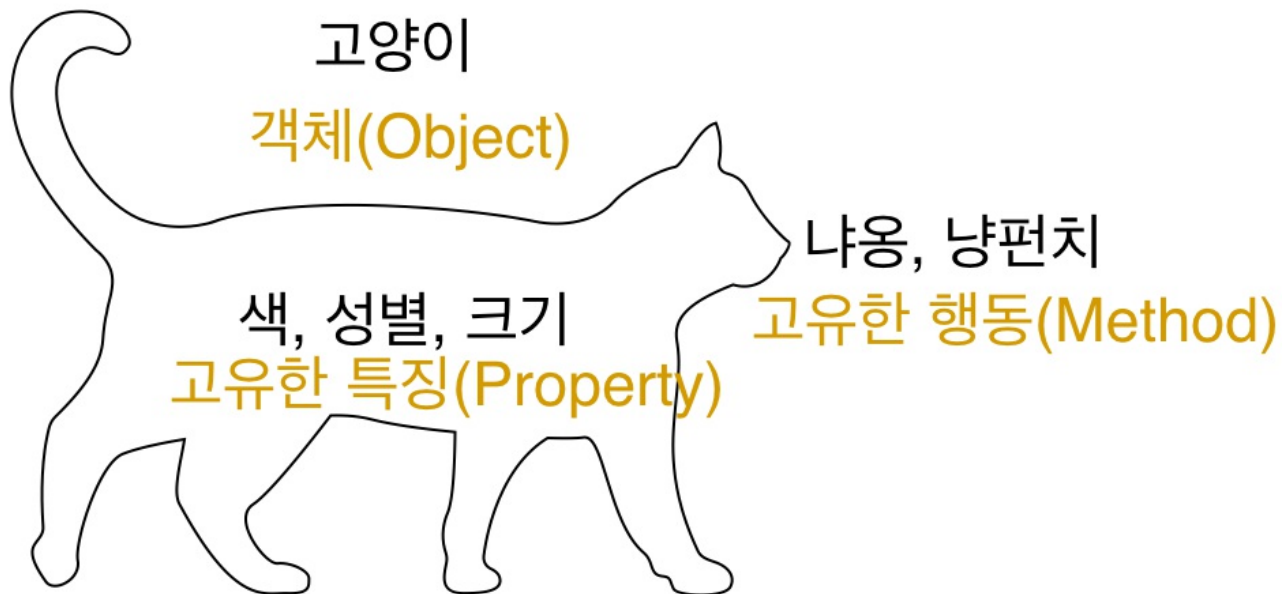 고양이
객체(Object)
냐옹, 냥펀치
고유한 행동(Method)
색, 성별, 크기
고유한 특징(Property)